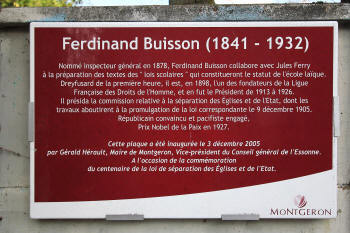 Ferdinand Buisson (1841 - 1932)
Nommé inspecteur général en 1878, Ferdinand Buisson collabore avec Jules Ferry
à la préparation des textes des " lois scolaires " qui constitueront le statut de l'école laïque.
Dreyfusard de la première heure, il est, en 1898, l'un des fondateurs de la Ligue
Française des Droits de l'Homme, et en fut le Président de 1913 à 1926.
Il présida la commission relative à la séparation des Églises et de l'Etat, dont les
travaux aboutirent à la promulgation de la loi correspondante le 9 décembre 1905.
Républicain convaincu et pacifiste engagé,
Prix Nobel de la Paix en 1927.
Cette plaque a été inaugurée le 3 décembre 2005
par Gérald Hérault, Maire de Montgeron, Vice-président du Conseil général de l'Essonne.
A l'occasion de la commémoration
du centenaire de la loi de séparation des Églises et de l'Etat.
MONTGERON